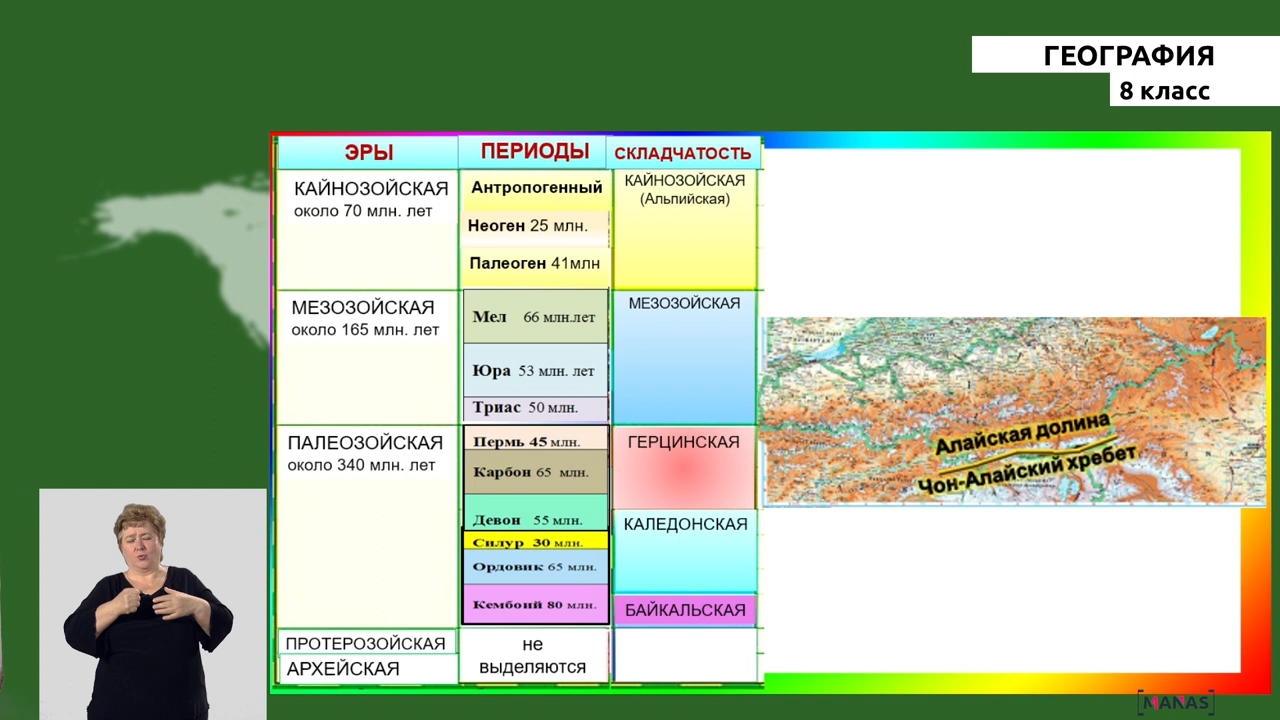 ГЕОГРАФИЯ
8 класс
ЭРЫ
ПЕРИОДЫ
СКЛАДЧАТОСТЬ
КАЙНОЗОЙСКАЯ
около 70 млн. лет
Антропогенный
Неоген 25 млн.
Палеоген 41млн
КАЙНОЗОЙСКАЯ
(Альпийская)
МЕЗОЗОЙСКАЯ
около 165 млн. лет
Мел 66 млн.лет
Юра 53 млн. лет
Триас 50 млн.
МЕЗОЗОЙСКАЯ
ПАЛЕОЗОЙСКАЯ
около 340 млн. лет
Пермь 45 млн.
Карбон 65 млн.
Девон 55 млн.
Силур 30 млн.
Ордовик 65 млн.
Кембоий 80 млн.
ГЕРЦИНСКАЯ
КАЛЕДОНСКАЯ
БАЙКАЛЬСКАЯ
ПРОТЕРОЗОЙСКАЯ
АРХЕЙСКАЯ
не
выделяются
Алайская долина
Чон-Алайский хребет
MANAS